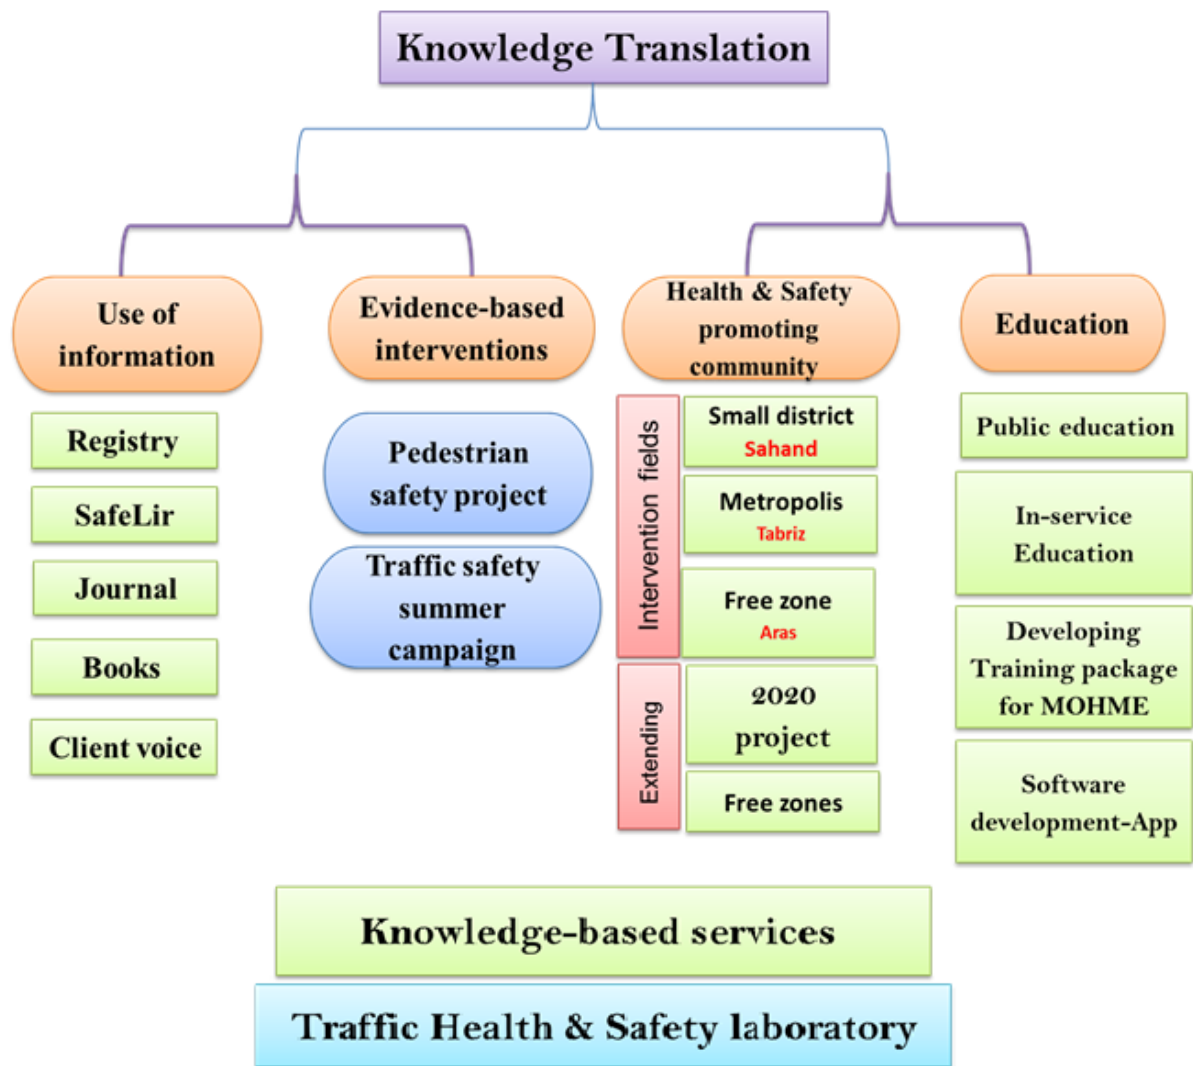 Knowledge Translation
Use of
information
Registry
SafeLir
Journal
Books
Client voice
Evidence-based
interventions
Pedestrian
safety project
Traffic safety
summer
campaign
Health & Safety
promoting
community
Intervention fields
Small district
Sahand
Metropolis
Tabriz
Free zone
Aras
Extending
2020
project
Free zones
Education
Public education
In-service
Education
Developing
Training package
for MOHME
Software
development-App
Knowledge-based services
Traffic Health & Safety laboratory